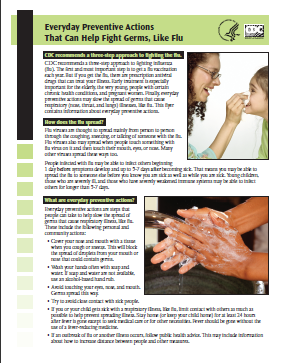 Everyday Preventive Actions
That Can Help Fight Germs, Like Flu
CDC recommends a three-step approach to fighting the flu.
CDC recommends a three-step approach to fighting influenza
(flu). The first and most important step is to get a flu vaccination
each year. But if you get the flu, there are prescription antiviral
drugs that can treat your illness. Early treatment is especially
important for the elderly, the very young, people with certain
chronic health conditions, and pregnant women. Finally, everyday
preventive actions may slow the spread of germs that cause
respiratory (nose, throat, and lungs) illnesses, like flu. This flyer
contains information about everyday preventive actions.
How does the flu spread?
Flu viruses are thought to spread mainly from person to person
through the coughing, sneezing, or talking of someone with the flu.
Flu viruses also may spread when people touch something with
flu virus on it and then touch their mouth, eyes, or nose. Many
other viruses spread these ways too.
People infected with flu may be able to infect others beginning
1 day before symptoms develop and up to 5-7 days after becoming sick. That means you may be able to
spread the flu to someone else before you know you are sick as well as while you are sick. Young children,
those who are severely ill, and those who have severely weakened immune systems may be able to infect
others for longer than 5-7 days.
What are everyday preventive actions?
Everyday preventive actions are steps that
people can take to help slow the spread of
germs that cause respiratory illness, like flu.
These include the following personal and
community actions:
• Cover your nose and mouth with a tissue
when you cough or sneeze. This will block
the spread of droplets from your mouth or
nose that could contain germs.
• Wash your hands often with soap and
water. If soap and water are not available,
use an alcohol-based hand rub.
• Avoid touching your eyes, nose, and mouth.
Germs spread this way.
• Try to avoid close contact with sick people.
• If you or your child gets sick with a respiratory illness, like flu, limit contact with others as much as
possible to help prevent spreading illness. Stay home (or keep your child home) for at least 24 hours
after fever is gone except to seek medical care or for other necessities. Fever should be gone without the
use of a fever-reducing medicine.
• If an outbreak of flu or another illness occurs, follow public health advice. This may include information
about how to increase distance between people and other measures.